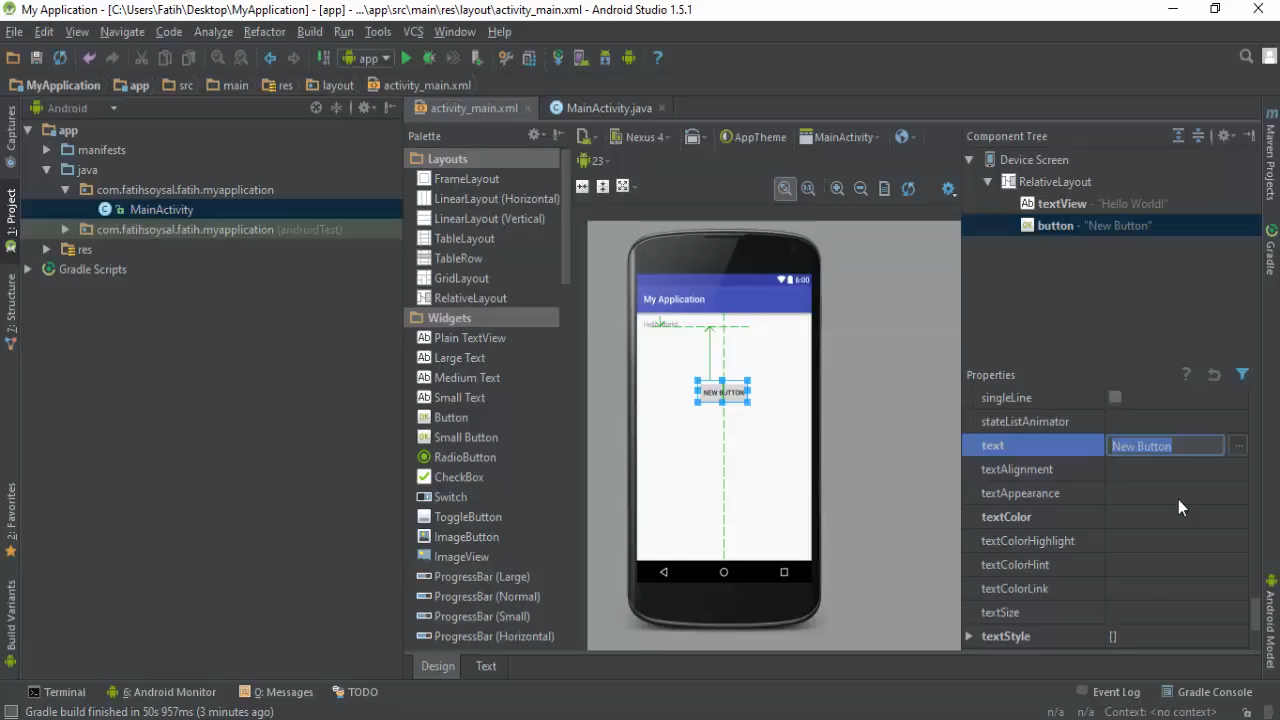 My Application - [C:\Users\Fatih\Desktop\MyApplication] - [app] - ...\app\src\main\res\layout\activity_main.xml - Android Studio 1.5.1
File Edit View Navigate Code Analyze Refactor Build Run Tools VCS Window Help
app
MyApplication app src main res layout activity_main.xml
Android
activity_main.xml MainActivity.java
app
manifests
java
com.fatihsoysal.fatih.myapplication
MainActivity
com.fatihsoysal.fatih.myapplication (androidTest)
res
Gradle Scripts
Captures
1: Project
7: Structure
2: Favorites
Build Variants
Palette
Layouts
FrameLayout
LinearLayout (Horizontal)
LinearLayout (Vertical)
TableLayout
TableRow
GridLayout
RelativeLayout
Widgets
Plain TextView
Large Text
Medium Text
Small Text
Button
Small Button
RadioButton
CheckBox
Switch
ToggleButton
ImageButton
ImageView
ProgressBar (Large)
ProgressBar (Normal)
ProgressBar (Small)
ProgressBar (Horizontal)
Design Text
Nexus 4 AppTheme MainActivity
23
6:00
My Application
Hello World!
NEW BUTTON
Component Tree
Device Screen
RelativeLayout
textView - "Hello World!"
button - "New Button"
Properties
singleLine
stateListAnimator
text New Button
textAlignment
textAppearance
textColor
textColorHighlight
textColorHint
textColorLink
textSize
textStyle []
Maven Projects
Gradle
Android Model
Terminal 6: Android Monitor 0: Messages TODO Event Log Gradle Console
Gradle build finished in 50s 957ms (3 minutes ago) n/a n/a Context: <no context>